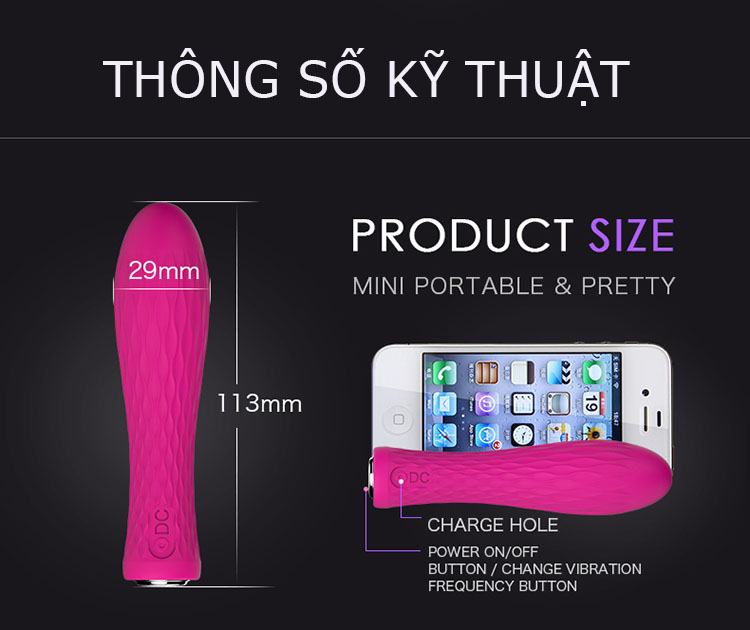 THÔNG SỐ KỸ THUẬT
PRODUCT SIZE
MINI PORTABLE & PRETTY
29mm
113mm
DC
DC
CHARGE HOLE
POWER ON/OFF
BUTTON / CHANGE VIBRATION
FREQUENCY BUTTON
19